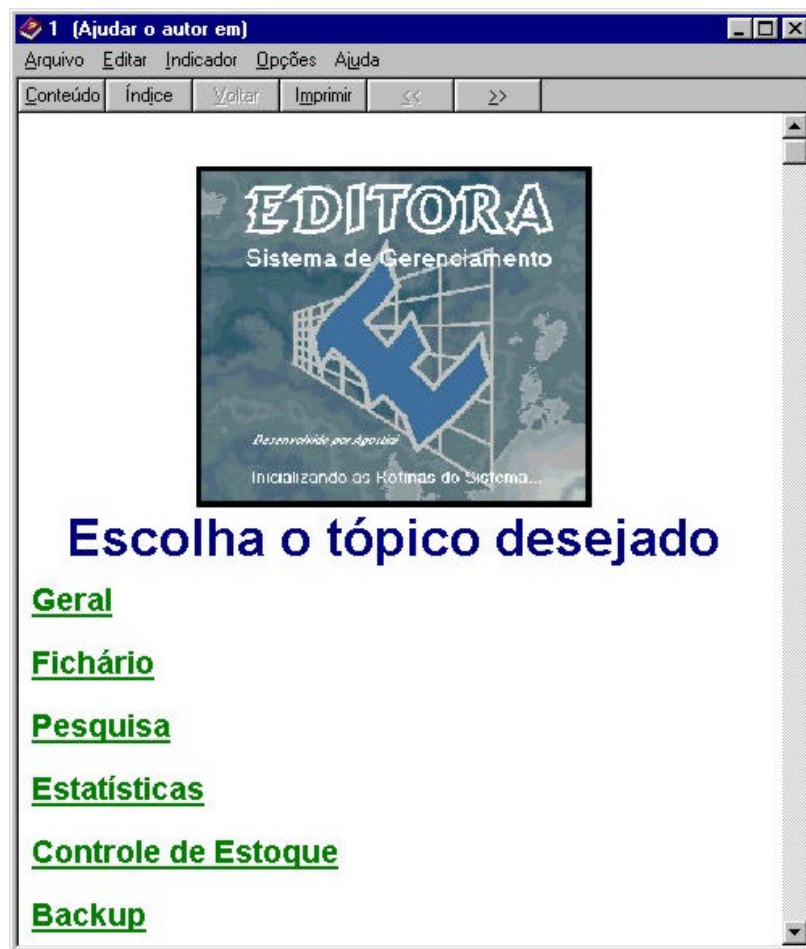 1 (Ajudar o autor em)
Arquivo Editar Indicador Opções Ajuda
Conteúdo Índice Voltar Imprimir << >>
EDITORA
Sistema de Gerenciamento
Desenvolvido por Agostini
Inicializando as Rotinas do Sistema...
Escolha o tópico desejado
Geral
Fichário
Pesquisa
Estatísticas
Controle de Estoque
Backup